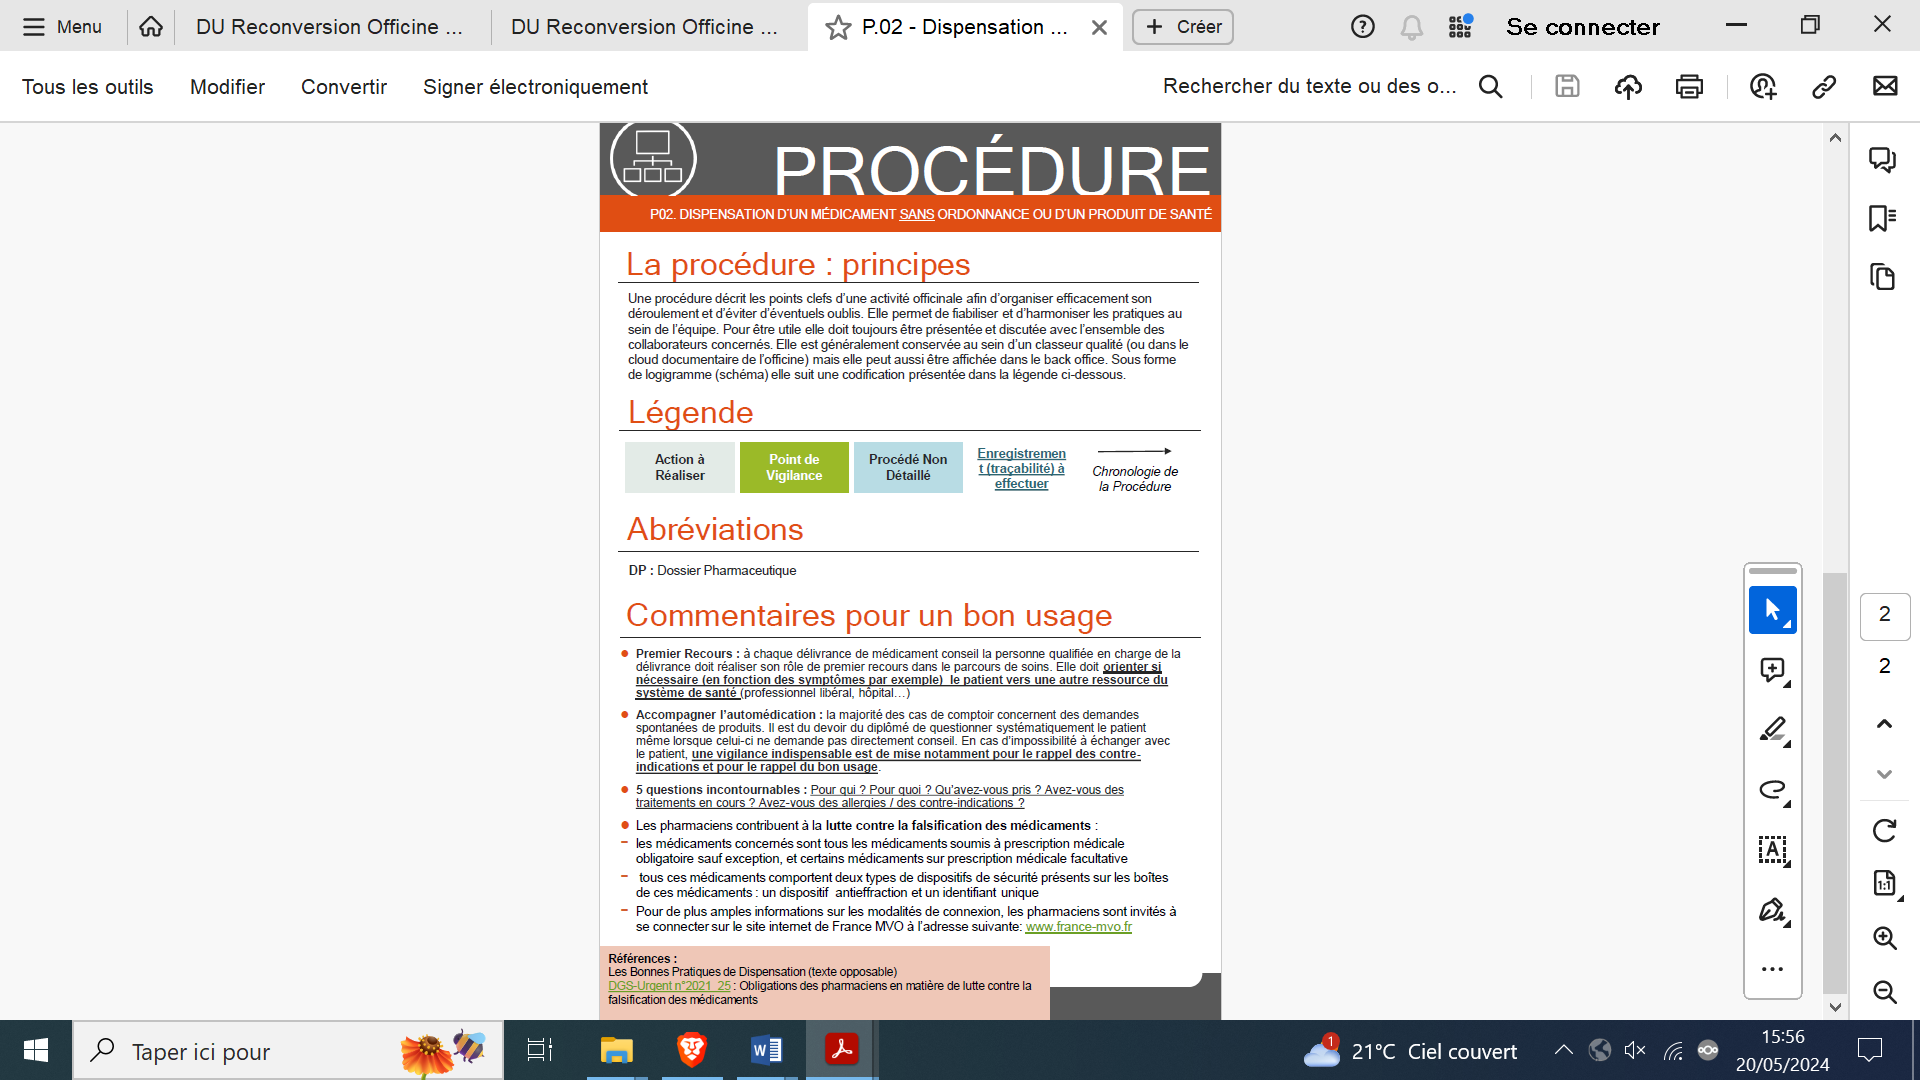 Menu
DU Reconversion Officine ...
DU Reconversion Officine ...
P.02 - Dispensation ...
Créer
Se connecter
Tous les outils
Modifier
Convertir
Signer électroniquement
Rechercher du texte ou des o...
PROCÉDURE
P02. DISPENSATION D'UN MÉDICAMENT SANS ORDONNANCE OU D'UN PRODUIT DE SANTÉ
La procédure : principes
Une procédure décrit les points clefs d'une activité officinale afin d'organiser efficacement son
déroulement et d'éviter d'éventuels oublis. Elle permet de fiabiliser et d'harmoniser les pratiques au
sein de l'équipe. Pour être utile elle doit toujours être présentée et discutée avec l'ensemble des
collaborateurs concernés. Elle est généralement conservée au sein d'un classeur qualité (ou dans le
cloud documentaire de l'officine) mais elle peut aussi être affichée dans le back office. Sous forme
de logigramme (schéma) elle suit une codification présentée dans la légende ci-dessous.
Légende
Action à
Réaliser
Point de
Vigilance
Procédé Non
Détaillé
Enregistremen
t (traçabilité) à
effectuer
Chronologie de
la Procédure
Abréviations
DP : Dossier Pharmaceutique
Commentaires pour un bon usage
Premier Recours : à chaque délivrance de médicament conseil la personne qualifiée en charge de la
délivrance doit réaliser son rôle de premier recours dans le parcours de soins. Elle doit orienter si
nécessaire (en fonction des symptômes par exemple) le patient vers une autre ressource du
système de santé (professionnel libéral, hôpital…)
Accompagner l'automédication : la majorité des cas de comptoir concernent des demandes
spontanées de produits. Il est du devoir du diplômé de questionner systématiquement le patient
même lorsque celui-ci ne demande pas directement conseil. En cas d'impossibilité à échanger avec
le patient, une vigilance indispensable est de mise notamment pour le rappel des contre-
indications et pour le rappel du bon usage.
5 questions incontournables : Pour qui ? Pour quoi ? Qu'avez-vous pris ? Avez-vous des
traitements en cours ? Avez-vous des allergies / des contre-indications ?
Les pharmaciens contribuent à la lutte contre la falsification des médicaments :
- les médicaments concernés sont tous les médicaments soumis à prescription médicale
obligatoire sauf exception, et certains médicaments sur prescription médicale facultative
- tous ces médicaments comportent deux types de dispositifs de sécurité présents sur les boîtes
de ces médicaments : un dispositif antieffraction et un identifiant unique
- Pour de plus amples informations sur les modalités de connexion, les pharmaciens sont invités à
se connecter sur le site internet de France MVO à l'adresse suivante: www.france-mvo.fr
Références :
Les Bonnes Pratiques de Dispensation (texte opposable)
DGS-Urgent n°2021_25 : Obligations des pharmaciens en matière de lutte contre la
falsification des médicaments
2
2
1:1
Taper ici pour
1
21°C Ciel couvert
15:56
20/05/2024